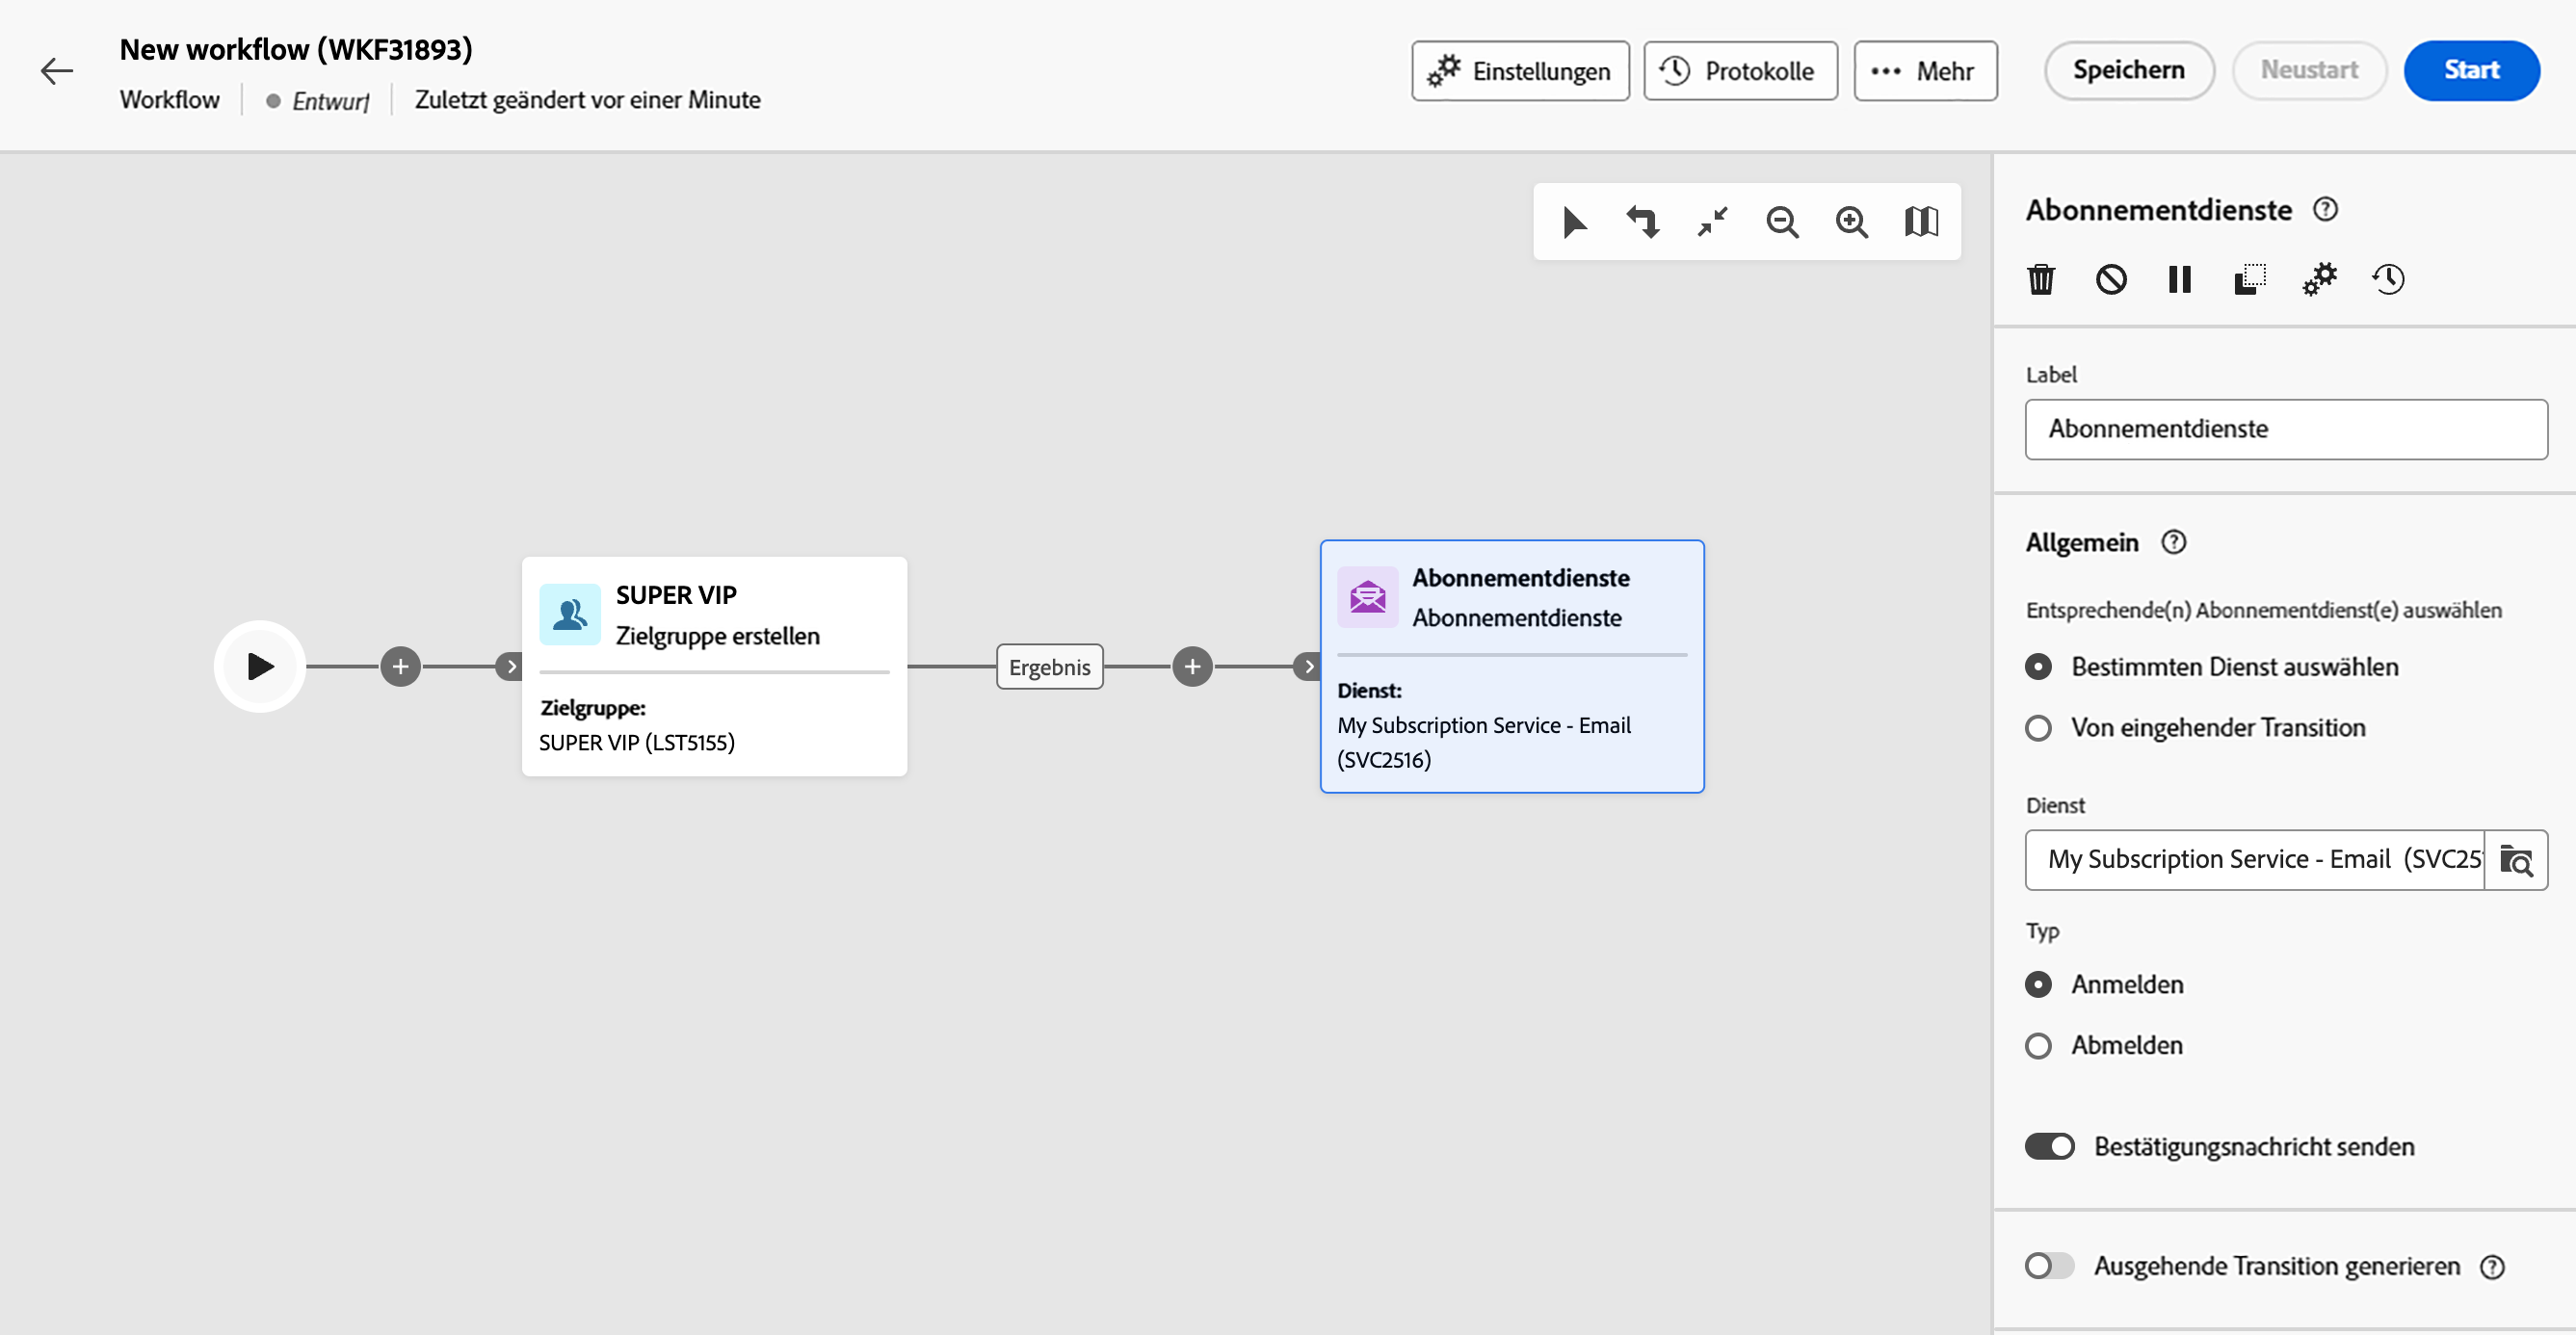 New workflow (WKF31893)
Workflow Entwurf Zuletzt geändert vor einer Minute
Einstellungen Protokolle Mehr Speichern Neustart Start
SUPER VIP
Zielgruppe erstellen
Zielgruppe:
SUPER VIP (LST5155)
Ergebnis
Abonnementdienste
Abonnementdienste
Dienst:
My Subscription Service - Email
(SVC2516)
Abonnementdienste
Label
Abonnementdienste
Allgemein
Entsprechende(n) Abonnementdienst(e) auswählen
Bestimmten Dienst auswählen
Von eingehender Transition
Dienst
My Subscription Service - Email (SVC25
Typ
Anmelden
Abmelden
Bestätigungsnachricht senden
Ausgehende Transition generieren